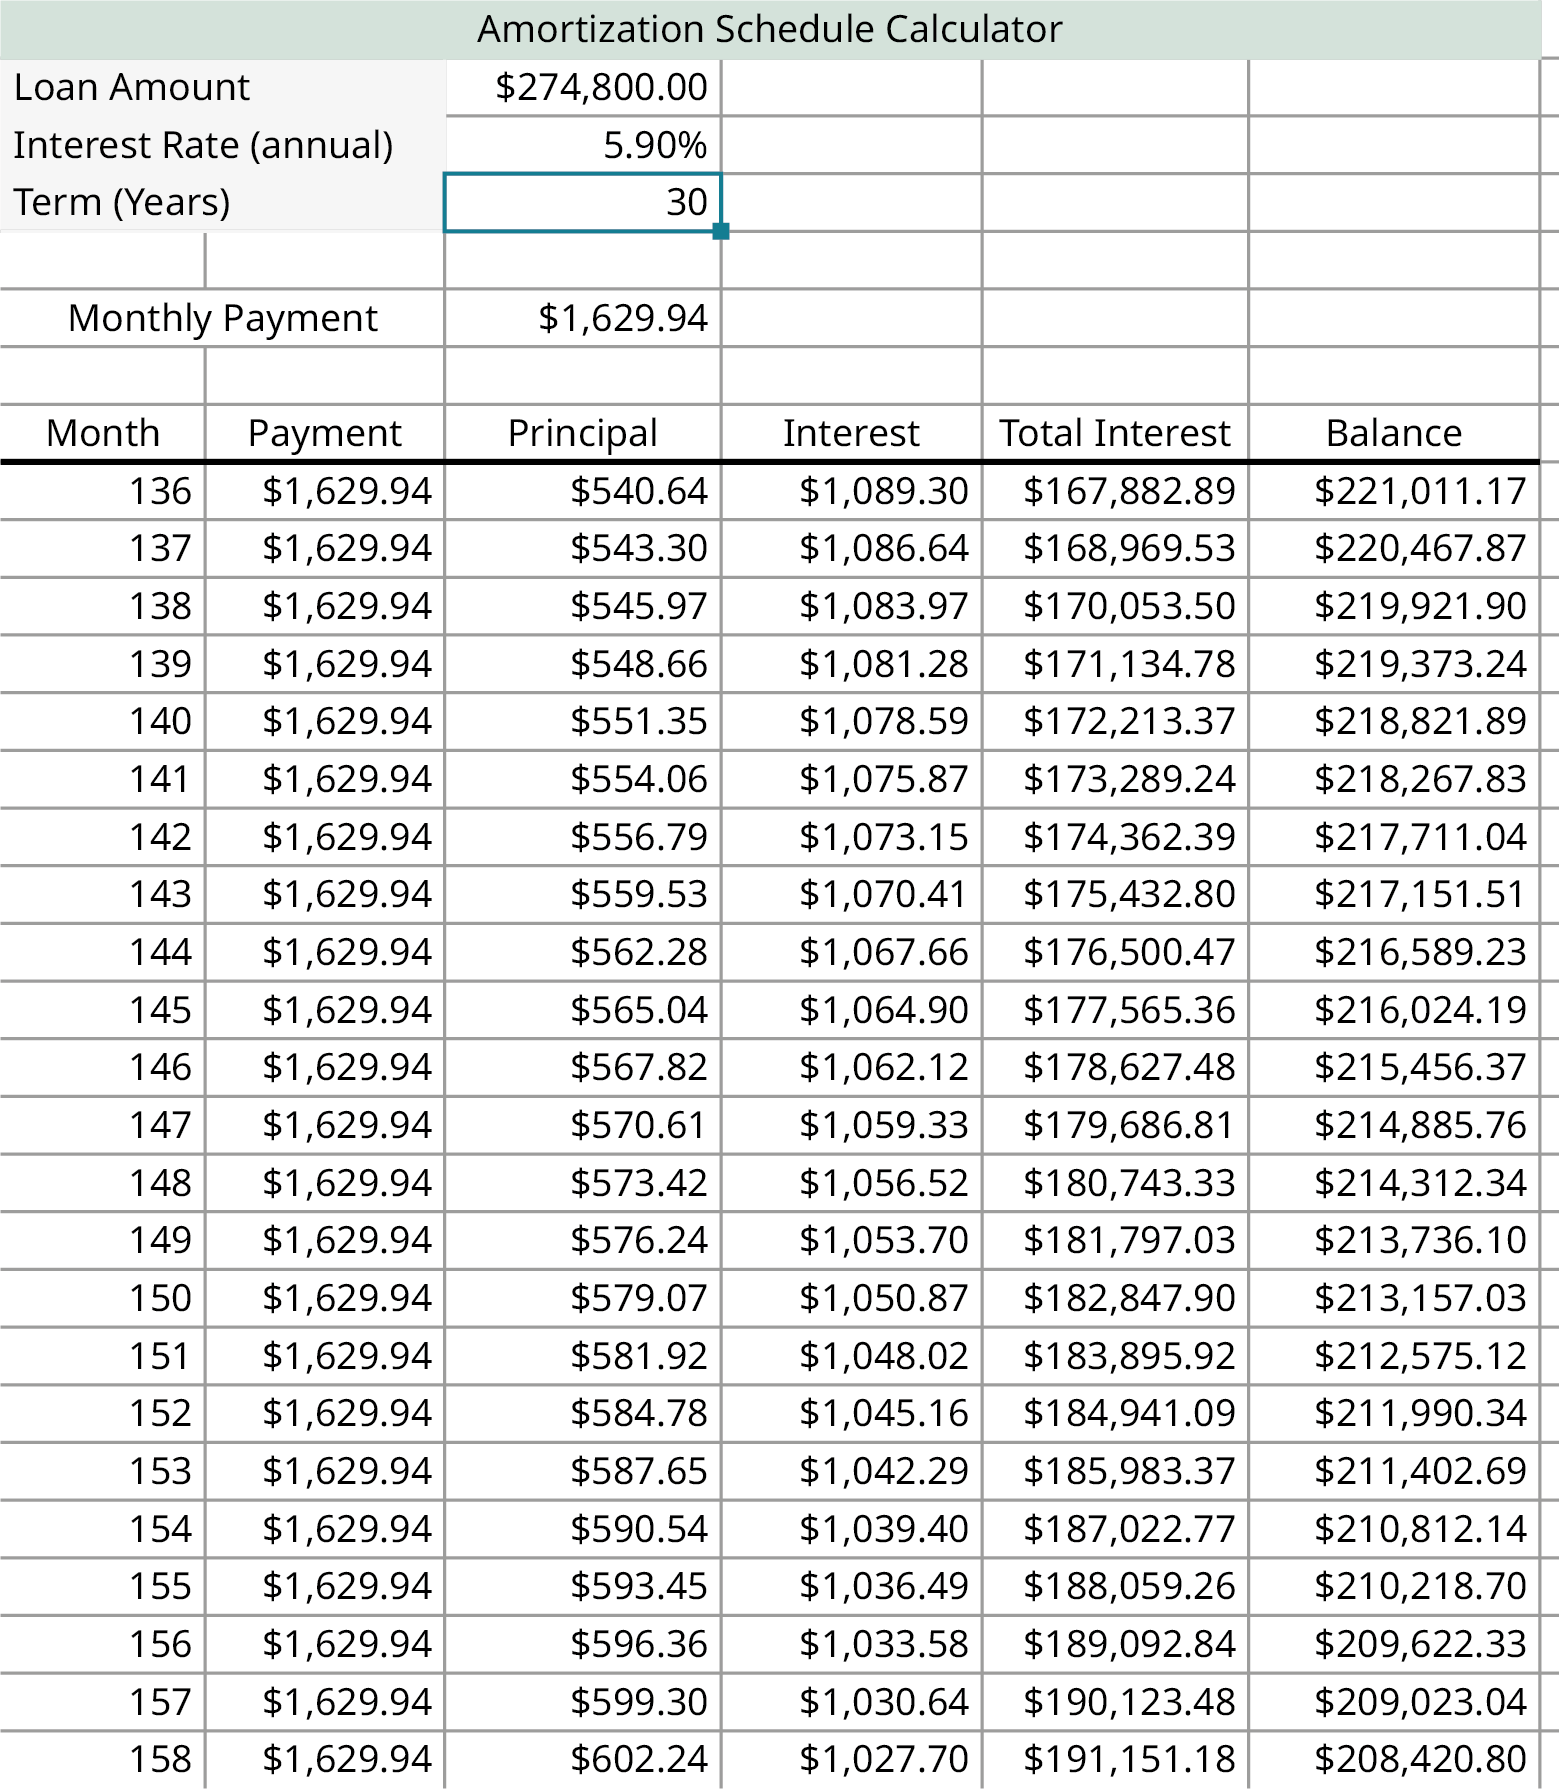 Amortization Schedule Calculator
Loan Amount $274,800.00
Interest Rate (annual) 5.90%
Term (Years) 30
Monthly Payment $1,629.94
Month Payment Principal Interest Total Interest Balance
136 $1,629.94 $540.64 $1,089.30 $167,882.89 $221,011.17
137 $1,629.94 $543.30 $1,086.64 $168,969.53 $220,467.87
138 $1,629.94 $545.97 $1,083.97 $170,053.50 $219,921.90
139 $1,629.94 $548.66 $1,081.28 $171,134.78 $219,373.24
140 $1,629.94 $551.35 $1,078.59 $172,213.37 $218,821.89
141 $1,629.94 $554.06 $1,075.87 $173,289.24 $218,267.83
142 $1,629.94 $556.79 $1,073.15 $174,362.39 $217,711.04
143 $1,629.94 $559.53 $1,070.41 $175,432.80 $217,151.51
144 $1,629.94 $562.28 $1,067.66 $176,500.47 $216,589.23
145 $1,629.94 $565.04 $1,064.90 $177,565.36 $216,024.19
146 $1,629.94 $567.82 $1,062.12 $178,627.48 $215,456.37
147 $1,629.94 $570.61 $1,059.33 $179,686.81 $214,885.76
148 $1,629.94 $573.42 $1,056.52 $180,743.33 $214,312.34
149 $1,629.94 $576.24 $1,053.70 $181,797.03 $213,736.10
150 $1,629.94 $579.07 $1,050.87 $182,847.90 $213,157.03
151 $1,629.94 $581.92 $1,048.02 $183,895.92 $212,575.12
152 $1,629.94 $584.78 $1,045.16 $184,941.09 $211,990.34
153 $1,629.94 $587.65 $1,042.29 $185,983.37 $211,402.69
154 $1,629.94 $590.54 $1,039.40 $187,022.77 $210,812.14
155 $1,629.94 $593.45 $1,036.49 $188,059.26 $210,218.70
156 $1,629.94 $596.36 $1,033.58 $189,092.84 $209,622.33
157 $1,629.94 $599.30 $1,030.64 $190,123.48 $209,023.04
158 $1,629.94 $602.24 $1,027.70 $191,151.18 $208,420.80